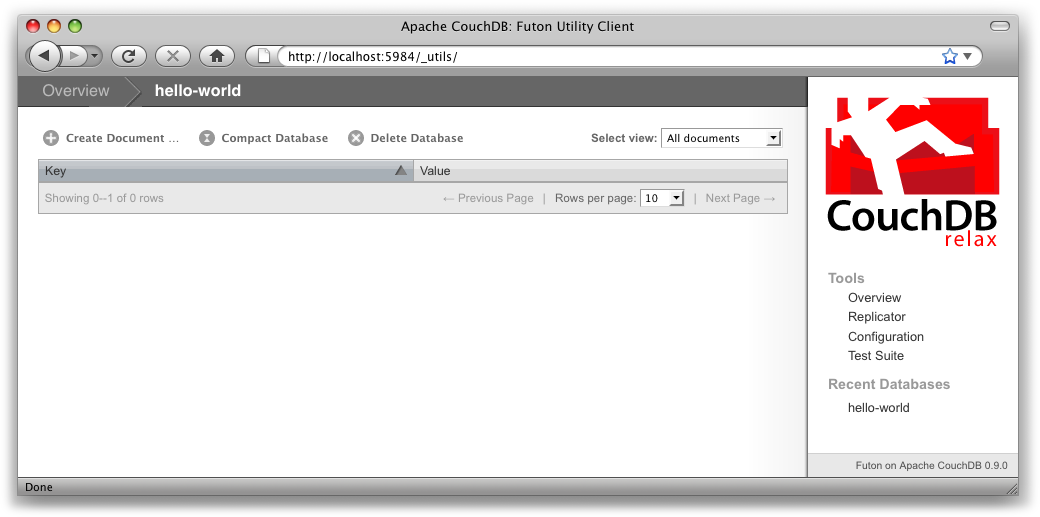 Apache CouchDB: Futon Utility Client
http://localhost:5984/_utils/
Overview hello-world
Create Document ... Compact Database Delete Database Select view: All documents
Key Value
Showing 0--1 of 0 rows ← Previous Page | Rows per page: 10 | Next Page →
CouchDB
relax
Tools
Overview
Replicator
Configuration
Test Suite
Recent Databases
hello-world
Futon on Apache CouchDB 0.9.0
Done